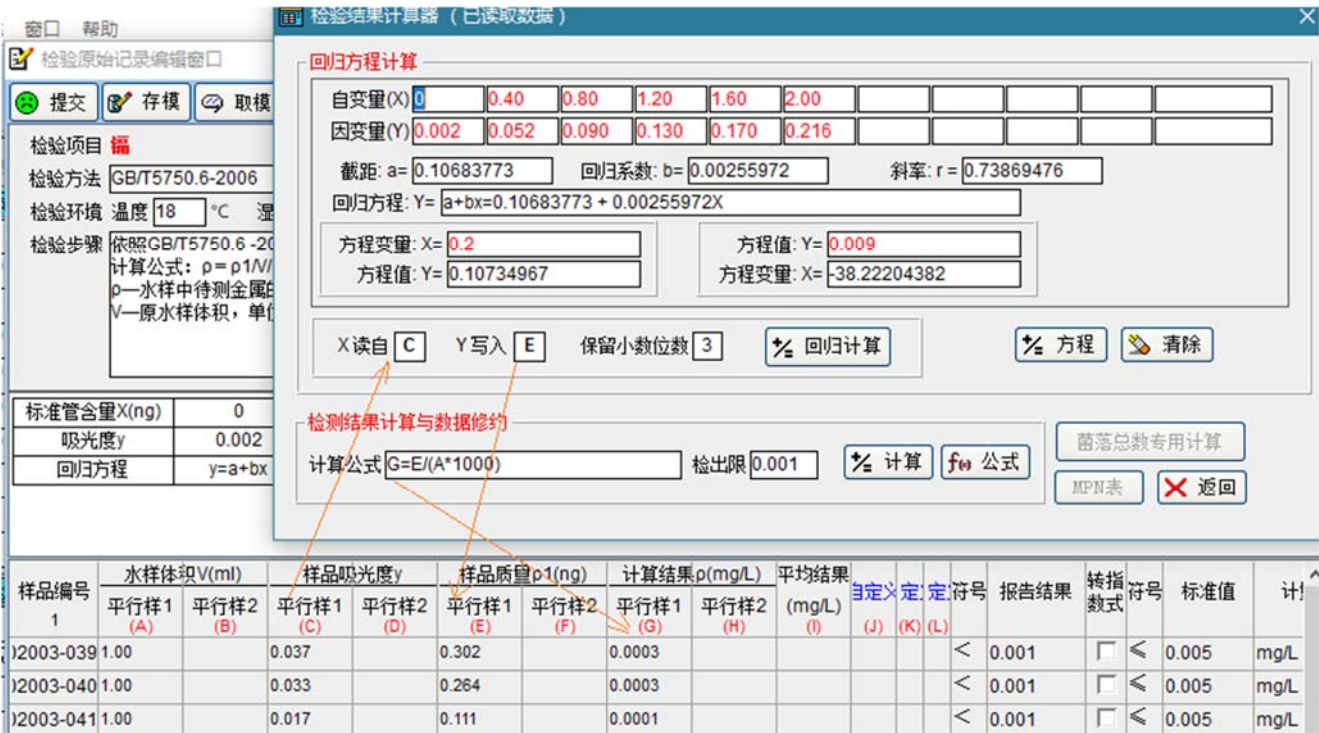 窗口 帮助
检验原始记录编辑窗口
提交 存模 取模
检验项目 镉
检验方法 GB/T5750.6-2006
检验环境 温度 18 ℃
检验步骤 依照GB/T5750.6 -20
计算公式：ρ＝ρ1/V/
ρ—水样中待测金属
V—原水样体积，单
标准管含量X(ng) 0
吸光度y 0.002
回归方程 y=a+bx
检验结果计算器 （已读取数据）
回归方程计算
自变量(X) 0 0.40 0.80 1.20 1.60 2.00
因变量(Y) 0.002 0.052 0.090 0.130 0.170 0.216
截距: a= 0.10683773 回归系数: b= 0.00255972 斜率: r = 0.73869476
回归方程: Y= a+bx=0.10683773 + 0.00255972X
方程变量: X= 0.2 方程值: Y= 0.009
方程值: Y= 0.10734967 方程变量: X= -38.22204382
X读自 C Y写入 E 保留小数位数 3 回归计算 方程 清除
检测结果计算与数据修约
计算公式 G=E/(A*1000) 检出限 0.001 计算 f(x) 公式
菌落总数专用计算
MPN表 返回
样品编号 水样体积V(ml) 样品吸光度y 样品质量ρ1(ng) 计算结果ρ(mg/L) 平均结果 自定义 定 定 符号 报告结果 转指数式 符号 标准值
1 平行样1 平行样2 平行样1 平行样2 平行样1 平行样2 平行样1 平行样2 (mg/L)
(A) (B) (C) (D) (E) (F) (G) (H) (I) (J) (K) (L)
02003-039 1.00 0.037 0.302 0.0003 < 0.001 ≤ 0.005 mg/L
02003-040 1.00 0.033 0.264 0.0003 < 0.001 ≤ 0.005 mg/L
02003-041 1.00 0.017 0.111 0.0001 < 0.001 ≤ 0.005 mg/L